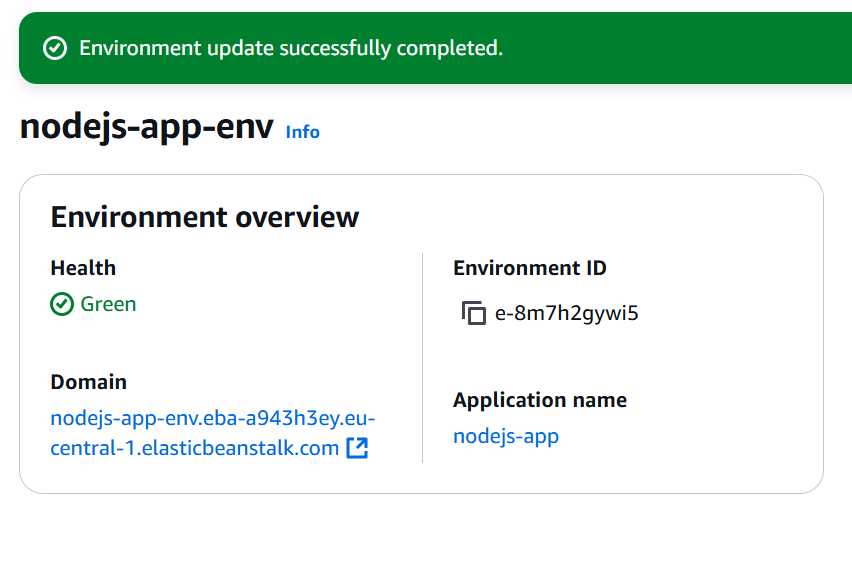 Environment update successfully completed.
nodejs-app-env Info
Environment overview
Health
Green
Domain
nodejs-app-env.eba-a943h3ey.eu-
central-1.elasticbeanstalk.com
Environment ID
e-8m7h2gywi5
Application name
nodejs-app